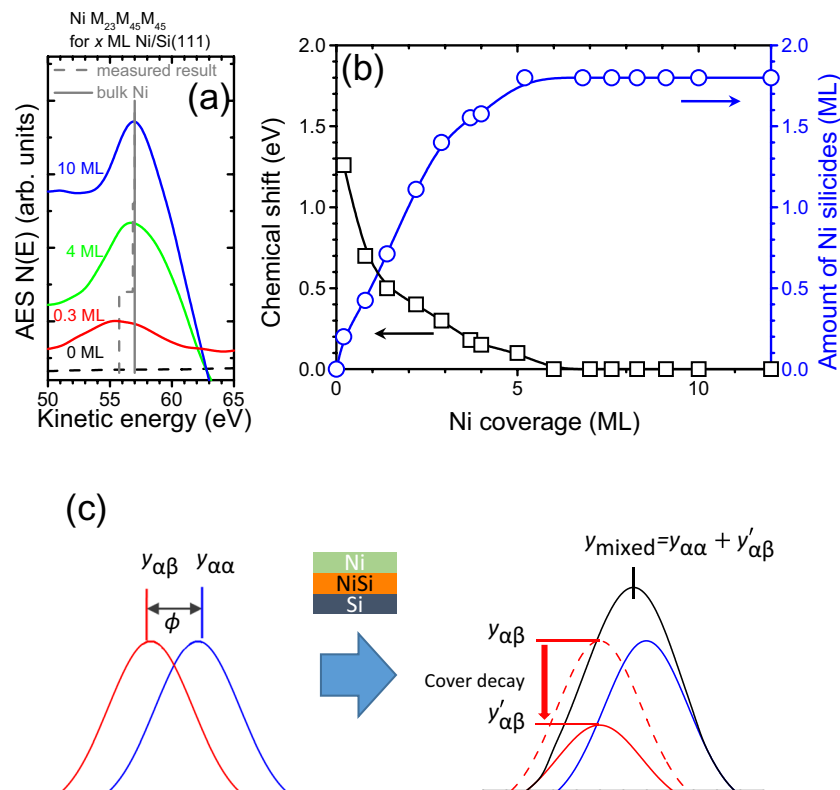 Ni M₂₃M₄₅M₄₅
for x ML Ni/Si(111)
measured result
bulk Ni
(a)
10 ML
4 ML
0.3 ML
0 ML
AES N(E) (arb. units)
50 55 60 65
Kinetic energy (eV)
(b)
2.0
1.5
1.0
0.5
0.0
Chemical shift (eV)
2.0
1.5
1.0
0.5
0.0
Amount of Ni silicides (ML)
0 5 10
Ni coverage (ML)
(c)
yαβ yαα
ϕ
Ni
NiSi
Si
ymixed=yαα + y′αβ
yαβ
Cover decay
y′αβ